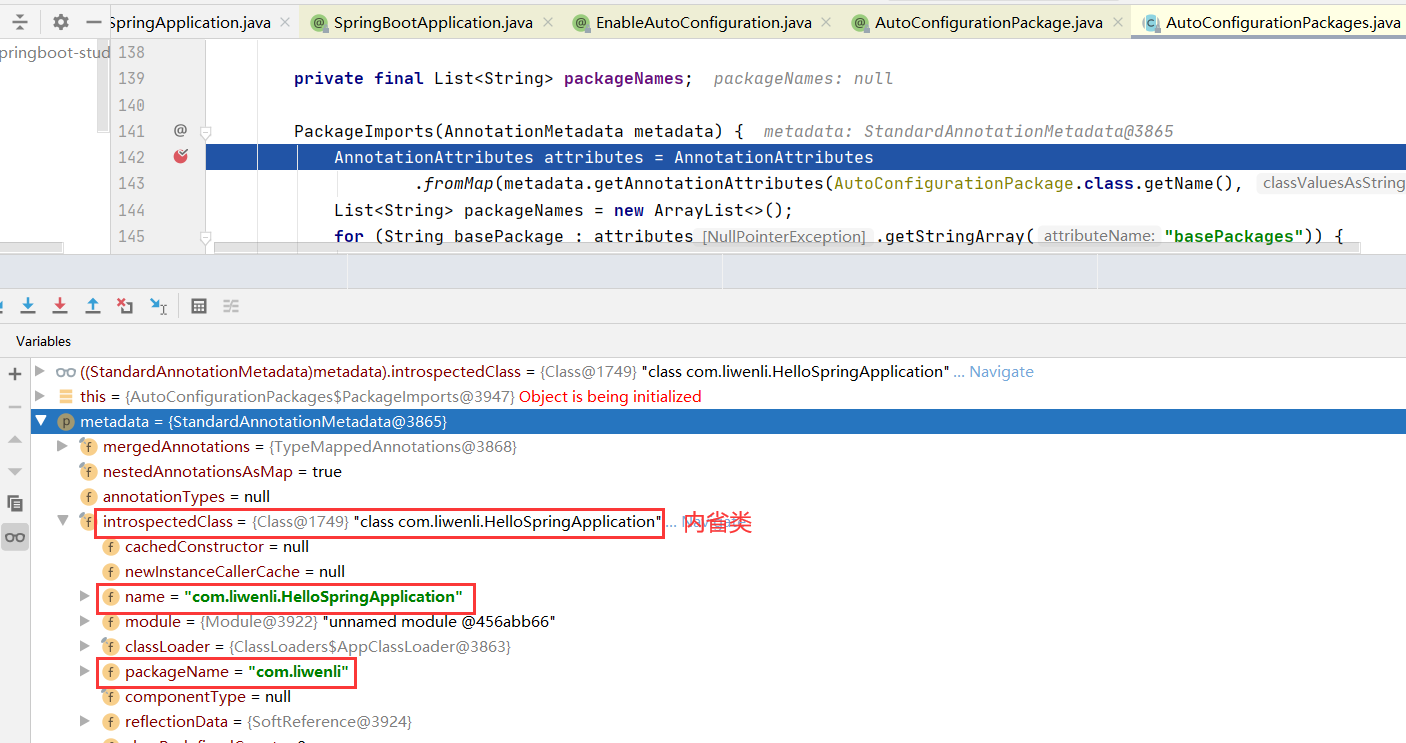 SpringApplication.java × SpringBootApplication.java × EnableAutoConfiguration.java × AutoConfigurationPackage.java × AutoConfigurationPackages.java
pringboot-stud
138
139 private final List<String> packageNames; packageNames: null
140
141 @ PackageImports(AnnotationMetadata metadata) { metadata: StandardAnnotationMetadata@3865
142 AnnotationAttributes attributes = AnnotationAttributes
143 .fromMap(metadata.getAnnotationAttributes(AutoConfigurationPackage.class.getName(), classValuesAsString
144 List<String> packageNames = new ArrayList<>();
145 for (String basePackage : attributes [NullPointerException] .getStringArray( attributeName: "basePackages")) {
Variables
((StandardAnnotationMetadata)metadata).introspectedClass = {Class@1749} "class com.liwenli.HelloSpringApplication" ... Navigate
this = {AutoConfigurationPackages$PackageImports@3947} Object is being initialized
metadata = {StandardAnnotationMetadata@3865}
mergedAnnotations = {TypeMappedAnnotations@3868}
nestedAnnotationsAsMap = true
annotationTypes = null
introspectedClass = {Class@1749} "class com.liwenli.HelloSpringApplication" ... Navigate 内省类
cachedConstructor = null
newInstanceCallerCache = null
name = "com.liwenli.HelloSpringApplication"
module = {Module@3922} "unnamed module @456abb66"
classLoader = {ClassLoaders$AppClassLoader@3863}
packageName = "com.liwenli"
componentType = null
reflectionData = {SoftReference@3924}